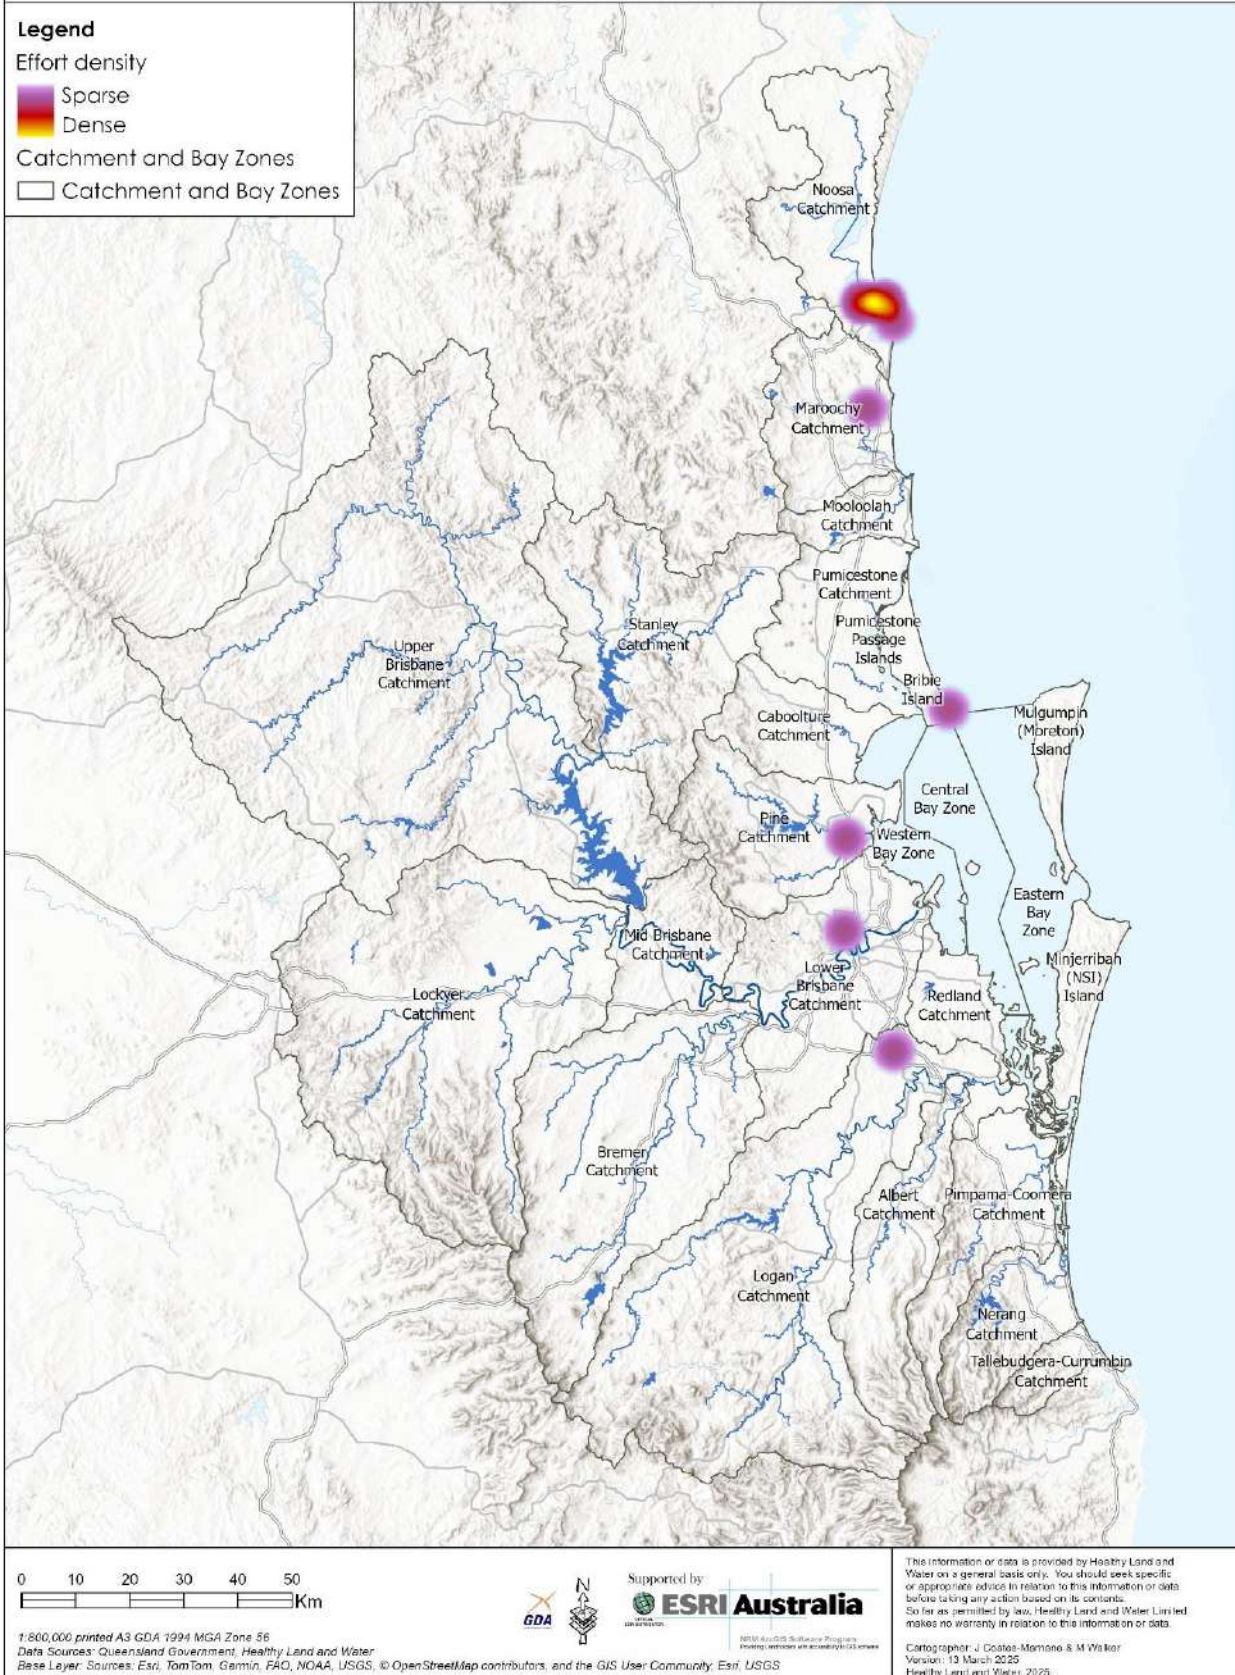 Legend
Effort density
Sparse
Dense
Catchment and Bay Zones
Catchment and Bay Zones
Noosa
Catchment
Maroochy
Catchment
Mooloolah
Catchment
Pumicestone
Catchment
Pumicestone
Passage
Islands
Stanley
Catchment
Upper
Brisbane
Catchment
Bribie
Island
Mulgumpin
(Moreton)
Island
Caboolture
Catchment
Central
Bay Zone
Pine
Catchment
Western
Bay Zone
Eastern
Bay
Zone
Mid Brisbane
Catchment
Minjerribah
(NSI)
Island
Lower
Brisbane
Catchment
Redland
Catchment
Lockyer
Catchment
Bremer
Catchment
Albert
Catchment
Pimpama-Coomera
Catchment
Logan
Catchment
Nerang
Catchment
Tallebudgera-Currumbin
Catchment
0 10 20 30 40 50
Km
GDA
N
Supported by
ESRI Australia
NRM ArcGIS Software Program
1:800,000 printed A3 GDA 1994 MGA Zone 56
Data Sources: Queensland Government, Healthy Land and Water
Base Layer: Sources: Esri, TomTom, Garmin, FAO, NOAA, USGS, © OpenStreetMap contributors, and the GIS User Community, Esri, USGS
This information or data is provided by Healthy Land and
Water on a general basis only. You should seek specific
or appropriate advice in relation to this information or data
before taking any action based on its contents.
So far as permitted by law, Healthy Land and Water Limited
makes no warranty in relation to this information or data.
Cartographer: J Coates-Marnane & M Walker
Version: 13 March 2025
Healthy Land and Water, 2025